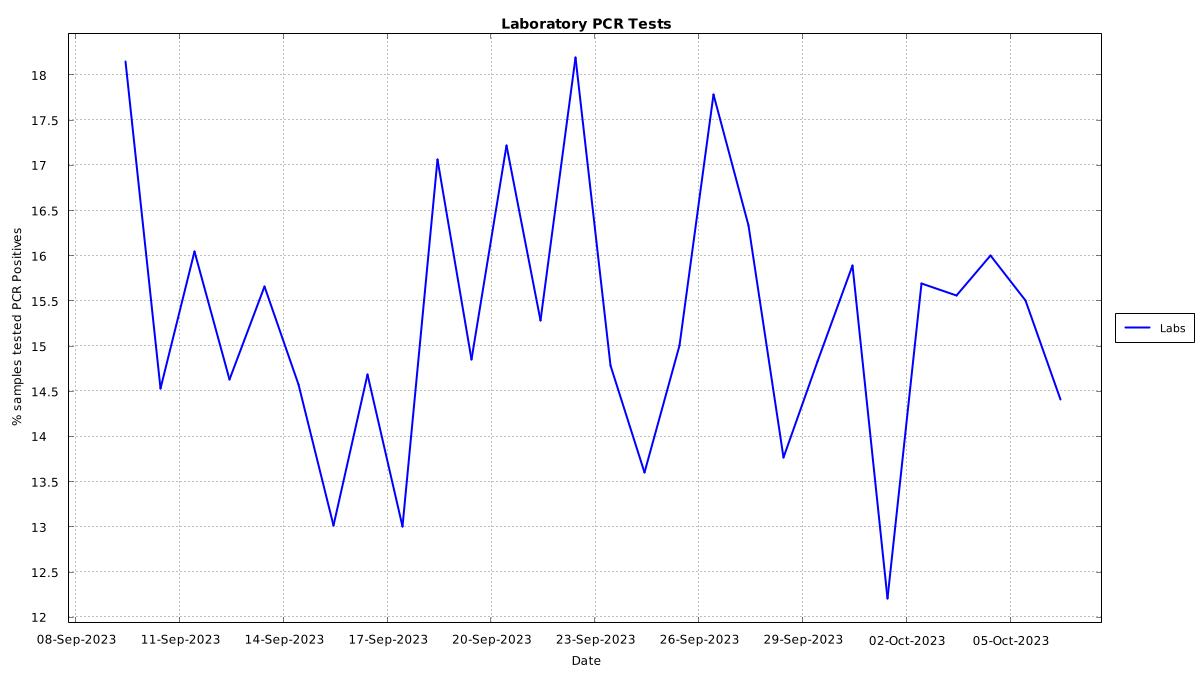 Laboratory PCR Tests
18
17.5
17
16.5
16
15.5
15
14.5
14
13.5
13
12.5
12
% samples tested PCR Positives
08-Sep-2023 11-Sep-2023 14-Sep-2023 17-Sep-2023 20-Sep-2023 23-Sep-2023 26-Sep-2023 29-Sep-2023 02-Oct-2023 05-Oct-2023
Date
Labs